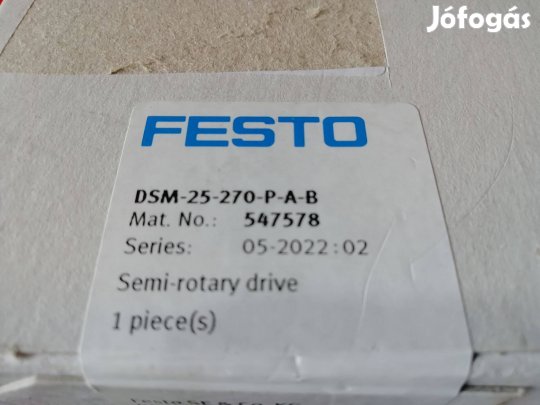 Jófogás
FESTO
DSM-25-270-P-A-B
Mat. No.: 547578
Series: 05-2022:02
Semi-rotary drive
1 piece(s)